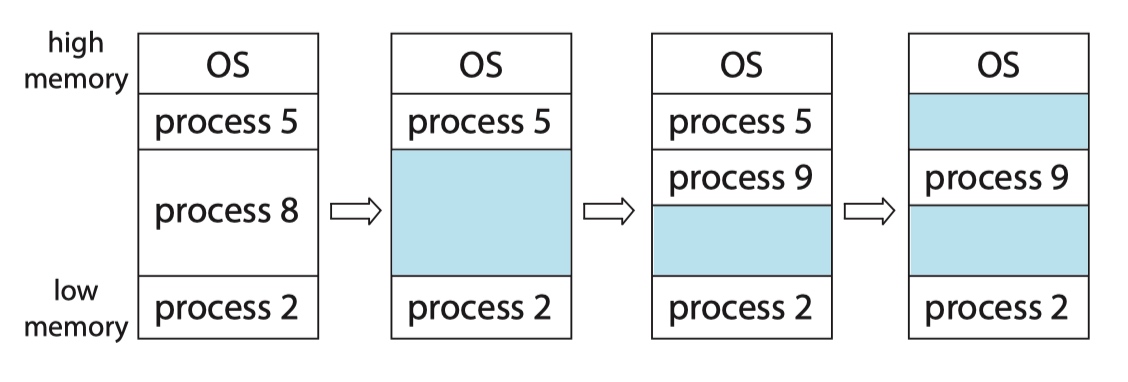 high
memory
OS
process 5
process 8
low
memory
process 2
OS
process 5
process 2
OS
process 5
process 9
process 2
OS
process 9
process 2